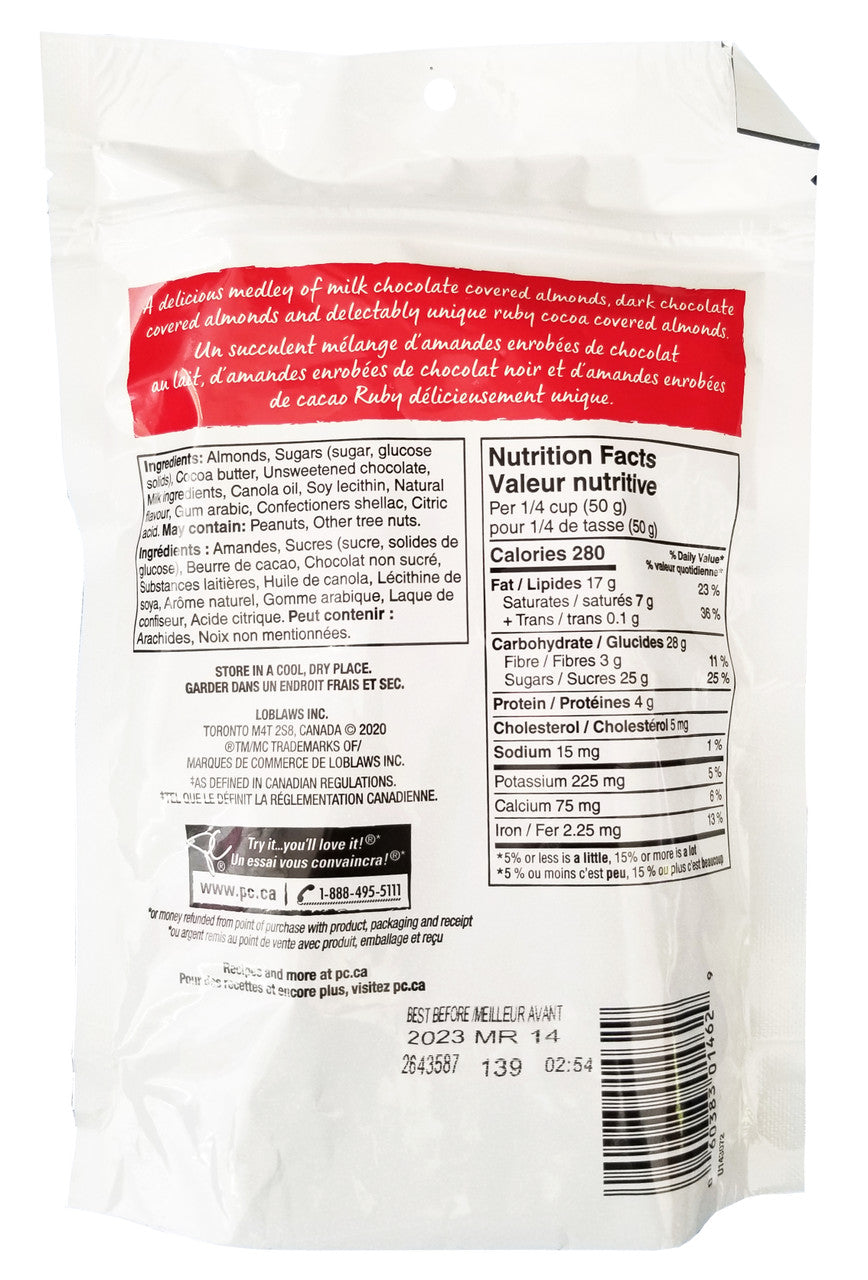 A delicious medley of milk chocolate covered almonds, dark chocolate
covered almonds and delectably unique ruby cocoa covered almonds.
Un succulent mélange d'amandes enrobées de chocolat
au lait, d'amandes enrobées de chocolat noir et d'amandes enrobées
de cacao Ruby délicieusement unique.
Ingredients: Almonds, Sugars (sugar, glucose
solids), Cocoa butter, Unsweetened chocolate,
Milk ingredients, Canola oil, Soy lecithin, Natural
flavour, Gum arabic, Confectioners shellac, Citric
acid. May contain: Peanuts, Other tree nuts.
Ingrédients : Amandes, Sucres (sucre, solides de
glucose), Beurre de cacao, Chocolat non sucré,
Substances laitières, Huile de canola, Lécithine de
soya, Arôme naturel, Gomme arabique, Laque de
confiseur, Acide citrique. Peut contenir :
Arachides, Noix non mentionnées.
STORE IN A COOL, DRY PLACE.
GARDER DANS UN ENDROIT FRAIS ET SEC.
LOBLAWS INC.
TORONTO M4T 2S8, CANADA © 2020
®TM/MC TRADEMARKS OF/
MARQUES DE COMMERCE DE LOBLAWS INC.
‡AS DEFINED IN CANADIAN REGULATIONS.
‡TEL QUE LE DÉFINIT LA RÉGLEMENTATION CANADIENNE.
PC®
Try it...you'll love it!®*
Un essai vous convaincra!®*
www.pc.ca | 1-888-495-5111
*or money refunded from point of purchase with product, packaging and receipt
*ou argent remis au point de vente avec produit, emballage et reçu
Recipes and more at pc.ca
Pour des recettes et encore plus, visitez pc.ca
Nutrition Facts
Valeur nutritive
Per 1/4 cup (50 g)
pour 1/4 de tasse (50 g)
Calories 280 % Daily Value*
% valeur quotidienne*
Fat / Lipides 17 g 23 %
Saturates / saturés 7 g
+ Trans / trans 0.1 g 36 %
Carbohydrate / Glucides 28 g
Fibre / Fibres 3 g 11 %
Sugars / Sucres 25 g 25 %
Protein / Protéines 4 g
Cholesterol / Cholestérol 5 mg
Sodium 15 mg 1 %
Potassium 225 mg 5 %
Calcium 75 mg 6 %
Iron / Fer 2.25 mg 13 %
*5% or less is a little, 15% or more is a lot
*5 % ou moins c'est peu, 15 % ou plus c'est beaucoup
BEST BEFORE/MEILLEUR AVANT
2023 MR 14
2643587 139 02:54
0 60383 01462 9
U143072